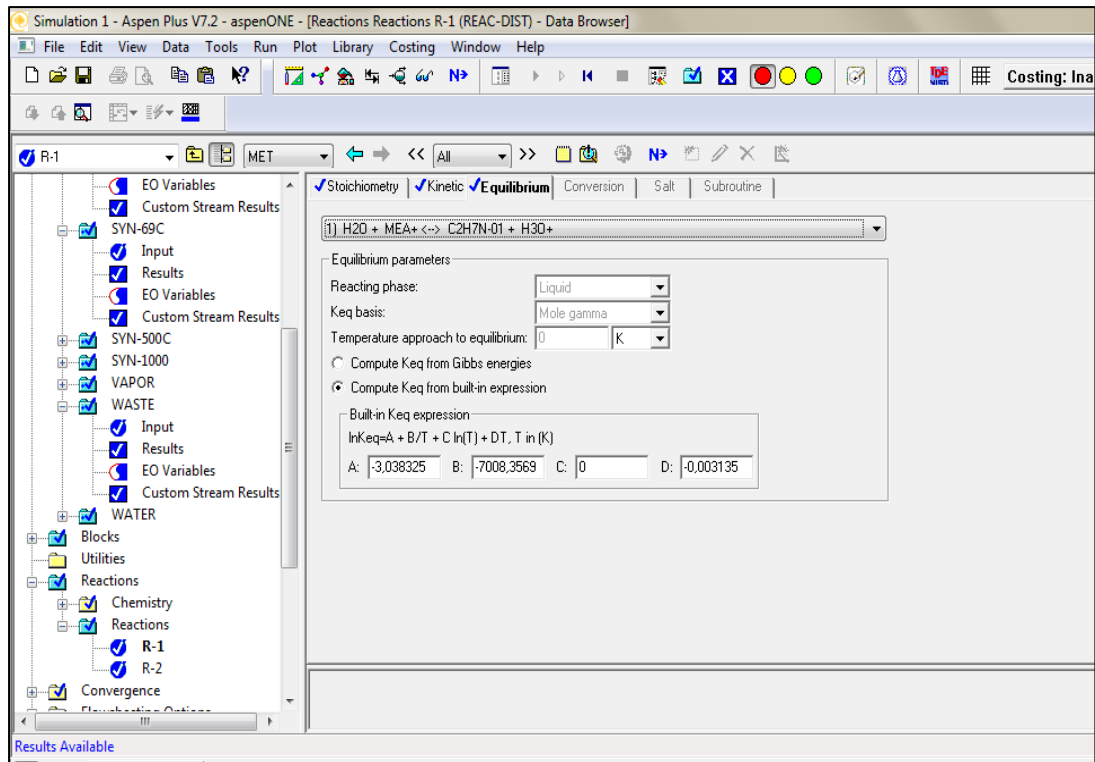 Simulation 1 - Aspen Plus V7.2 - aspenONE - [Reactions Reactions R-1 (REAC-DIST) - Data Browser]
File Edit View Data Tools Run Plot Library Costing Window Help
N> Costing: Ina
R-1 MET << All >> N>
EO Variables
Custom Stream Results
SYN-69C
Input
Results
EO Variables
Custom Stream Results
SYN-500C
SYN-1000
VAPOR
WASTE
Input
Results
EO Variables
Custom Stream Results
WATER
Blocks
Utilities
Reactions
Chemistry
Reactions
R-1
R-2
Convergence
Flowsheeting Options
Stoichiometry Kinetic Equilibrium Conversion Salt Subroutine
1) H2O + MEA+ <--> C2H7N-01 + H3O+
Equilibrium parameters
Reacting phase: Liquid
Keq basis: Mole gamma
Temperature approach to equilibrium: 0 K
Compute Keq from Gibbs energies
Compute Keq from built-in expression
Built-in Keq expression
lnKeq=A + B/T + C ln(T) + DT, T in (K)
A: -3,038325 B: -7008,3569 C: 0 D: -0,003135
Results Available